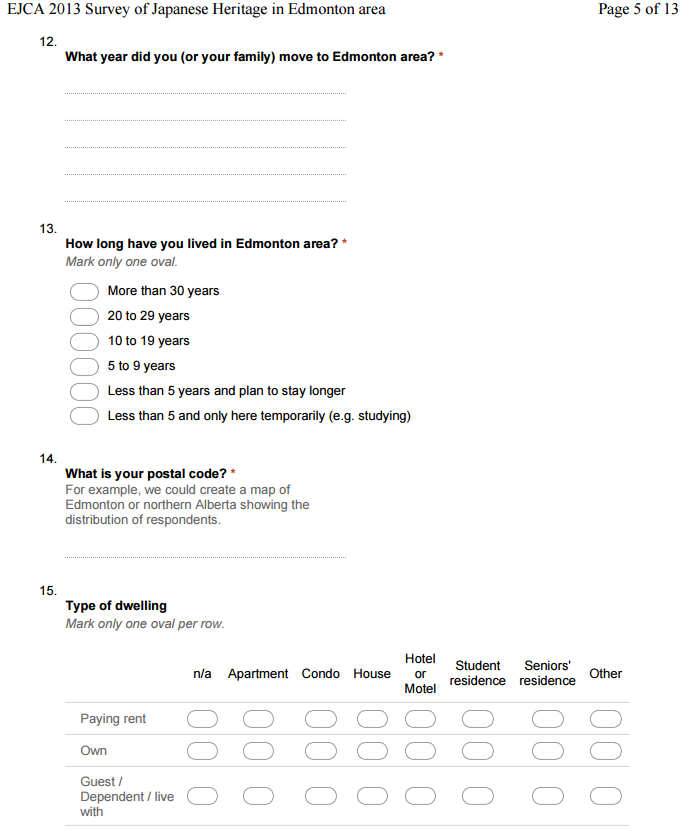 EJCA 2013 Survey of Japanese Heritage in Edmonton area Page 5 of 13
12.
What year did you (or your family) move to Edmonton area? *
13.
How long have you lived in Edmonton area? *
Mark only one oval.
More than 30 years
20 to 29 years
10 to 19 years
5 to 9 years
Less than 5 years and plan to stay longer
Less than 5 and only here temporarily (e.g. studying)
14.
What is your postal code? *
For example, we could create a map of
Edmonton or northern Alberta showing the
distribution of respondents.
15.
Type of dwelling
Mark only one oval per row.
n/a Apartment Condo House Hotel or Motel Student residence Seniors' residence Other
Paying rent
Own
Guest /
Dependent / live
with